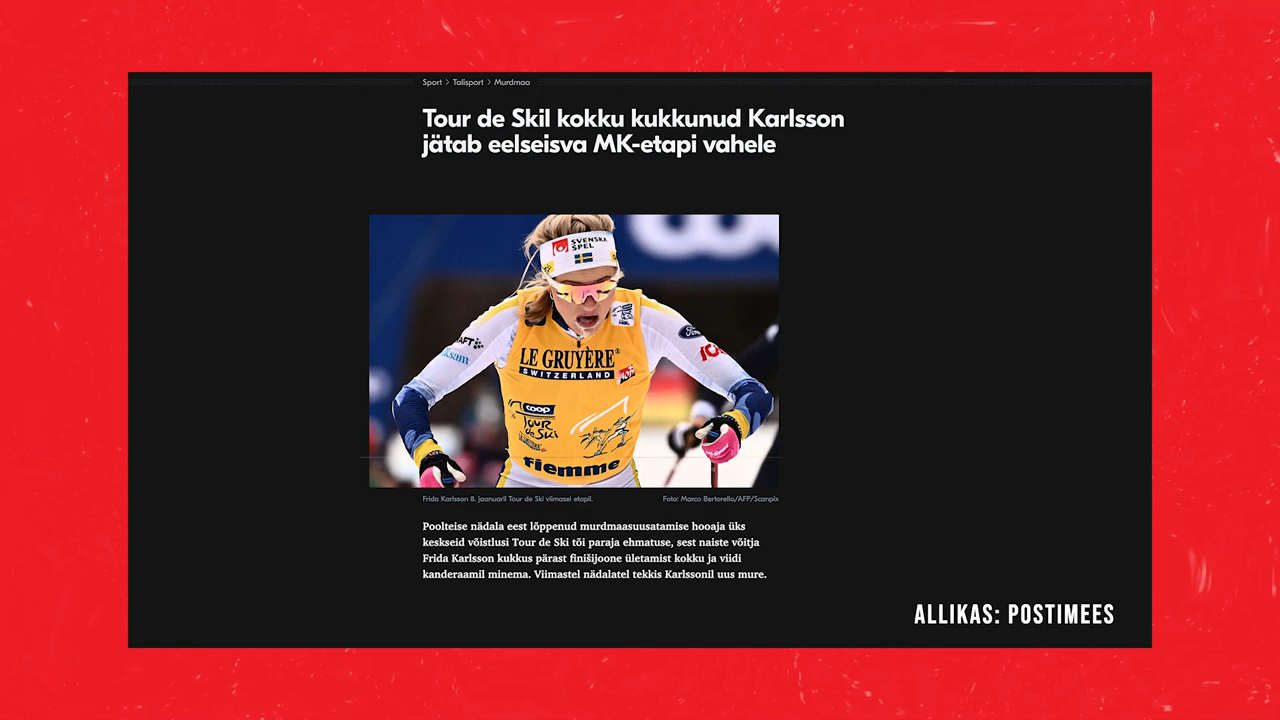 Sport > Talisport > Murdmaa
Tour de Skil kokku kukkunud Karlsson
jätab eelseisva MK-etapi vahele
SVENSKA
SPEL
LE GRUYÈRE®
SWITZERLAND
coop
TOUR
de Ski
fiemme
Ford
Frida Karlsson 8. jaanuaril Tour de Ski viimasel etapil.
Foto: Marco Bertorello/AFP/Scanpix
Poolteise nädala eest lõppenud murdmaasuusatamise hooaja üks
keskseid võistlusi Tour de Ski tõi paraja ehmatuse, sest naiste võitja
Frida Karlsson kukkus pärast finišijoone ületamist kokku ja viidi
kanderaamil minema. Viimastel nädalatel tekkis Karlssonil uus mure.
ALLIKAS: POSTIMEES